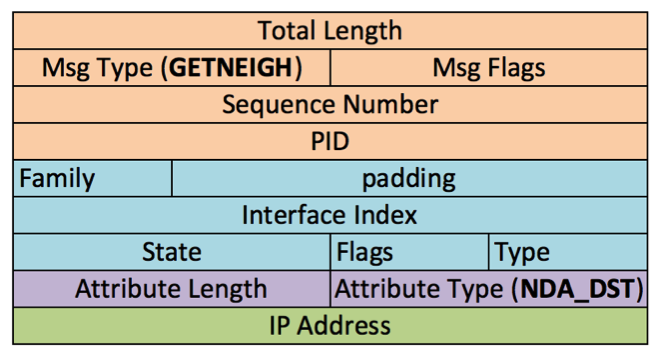 Total Length
Msg Type (GETNEIGH) Msg Flags
Sequence Number
PID
Family padding
Interface Index
State Flags Type
Attribute Length Attribute Type (NDA_DST)
IP Address